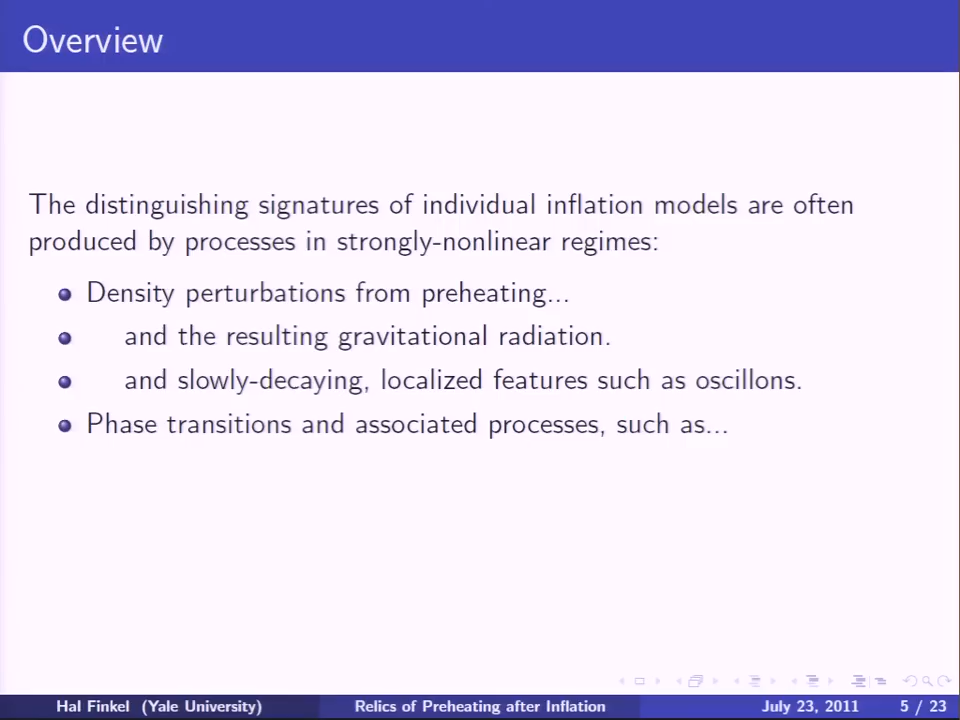 Overview
The distinguishing signatures of individual inflation models are often
produced by processes in strongly-nonlinear regimes:
Density perturbations from preheating...
and the resulting gravitational radiation.
and slowly-decaying, localized features such as oscillons.
Phase transitions and associated processes, such as...
Hal Finkel (Yale University) Relics of Preheating after Inflation July 23, 2011 5 / 23